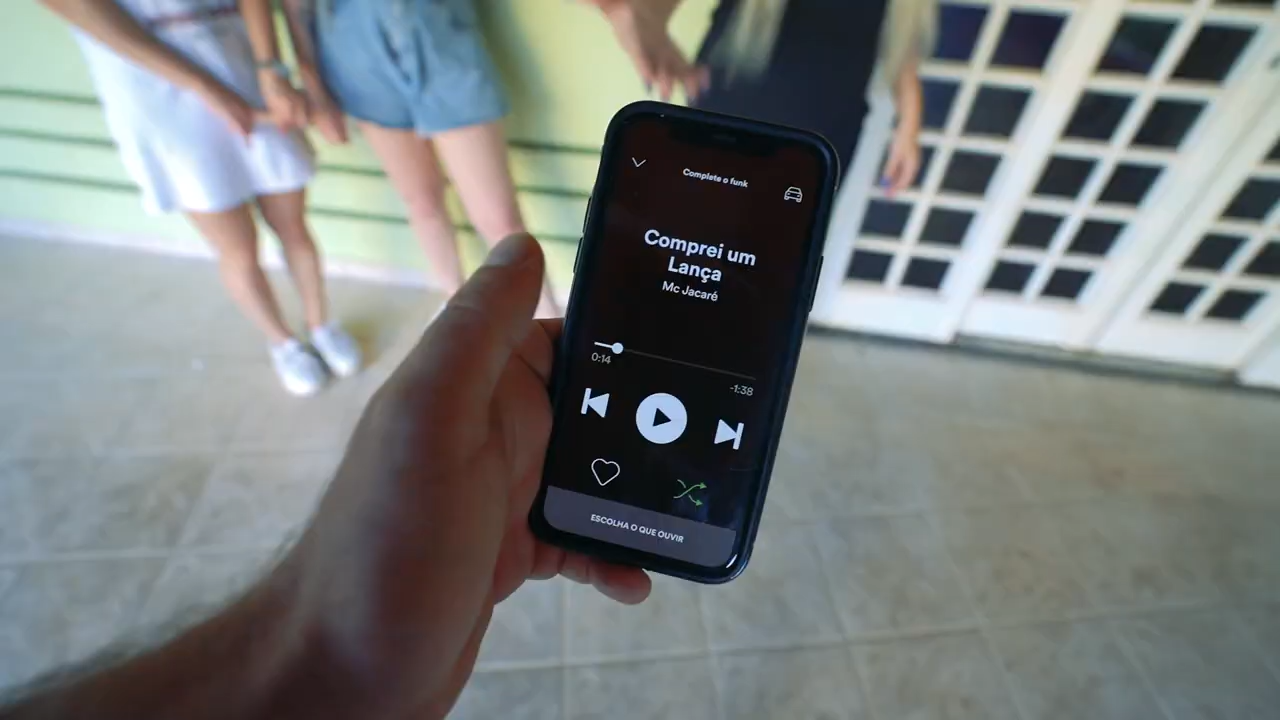 Complete o funk
Comprei um
Lança
Mc Jacaré
0:14
-1:38
ESCOLHA O QUE OUVIR